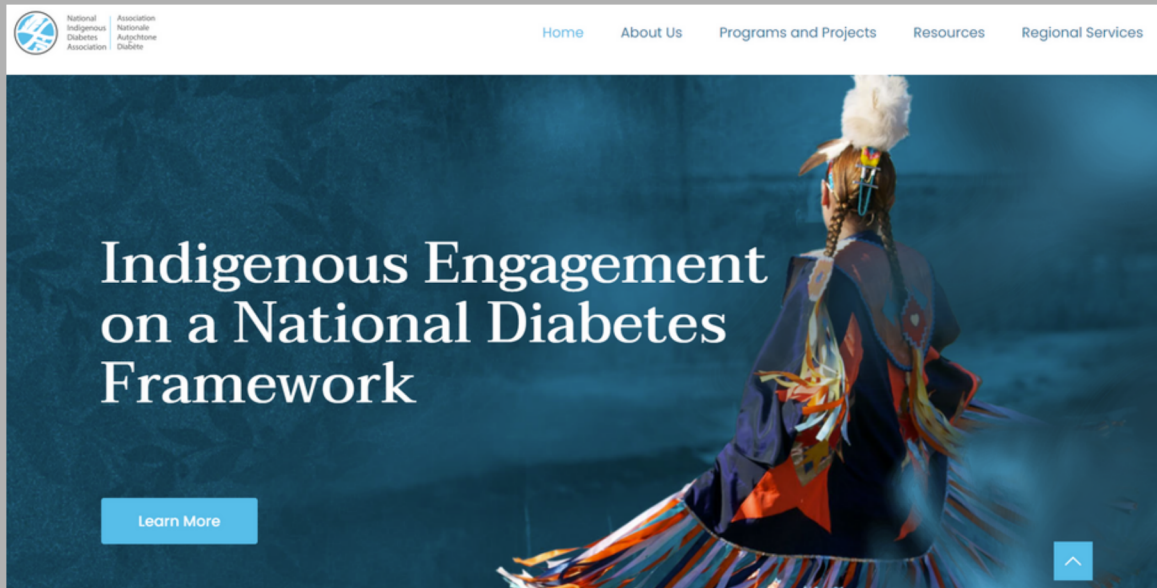 National
Indigenous
Diabetes
Association
Association
Nationale
Autochtone
Diabète
Home
About Us
Programs and Projects
Resources
Regional Services
Indigenous Engagement
on a National Diabetes
Framework
Learn More